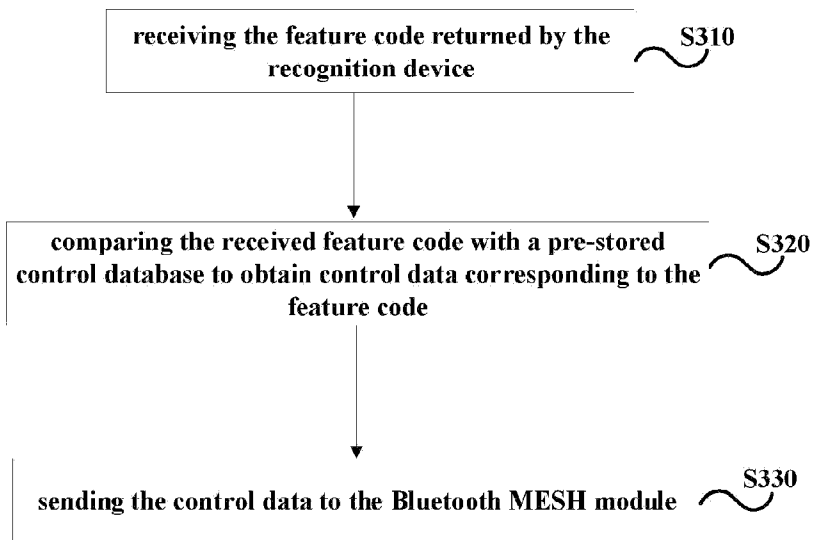 receiving the feature code returned by the
recognition device
S310
comparing the received feature code with a pre-stored
control database to obtain control data corresponding to the
feature code
S320
sending the control data to the Bluetooth MESH module
S330